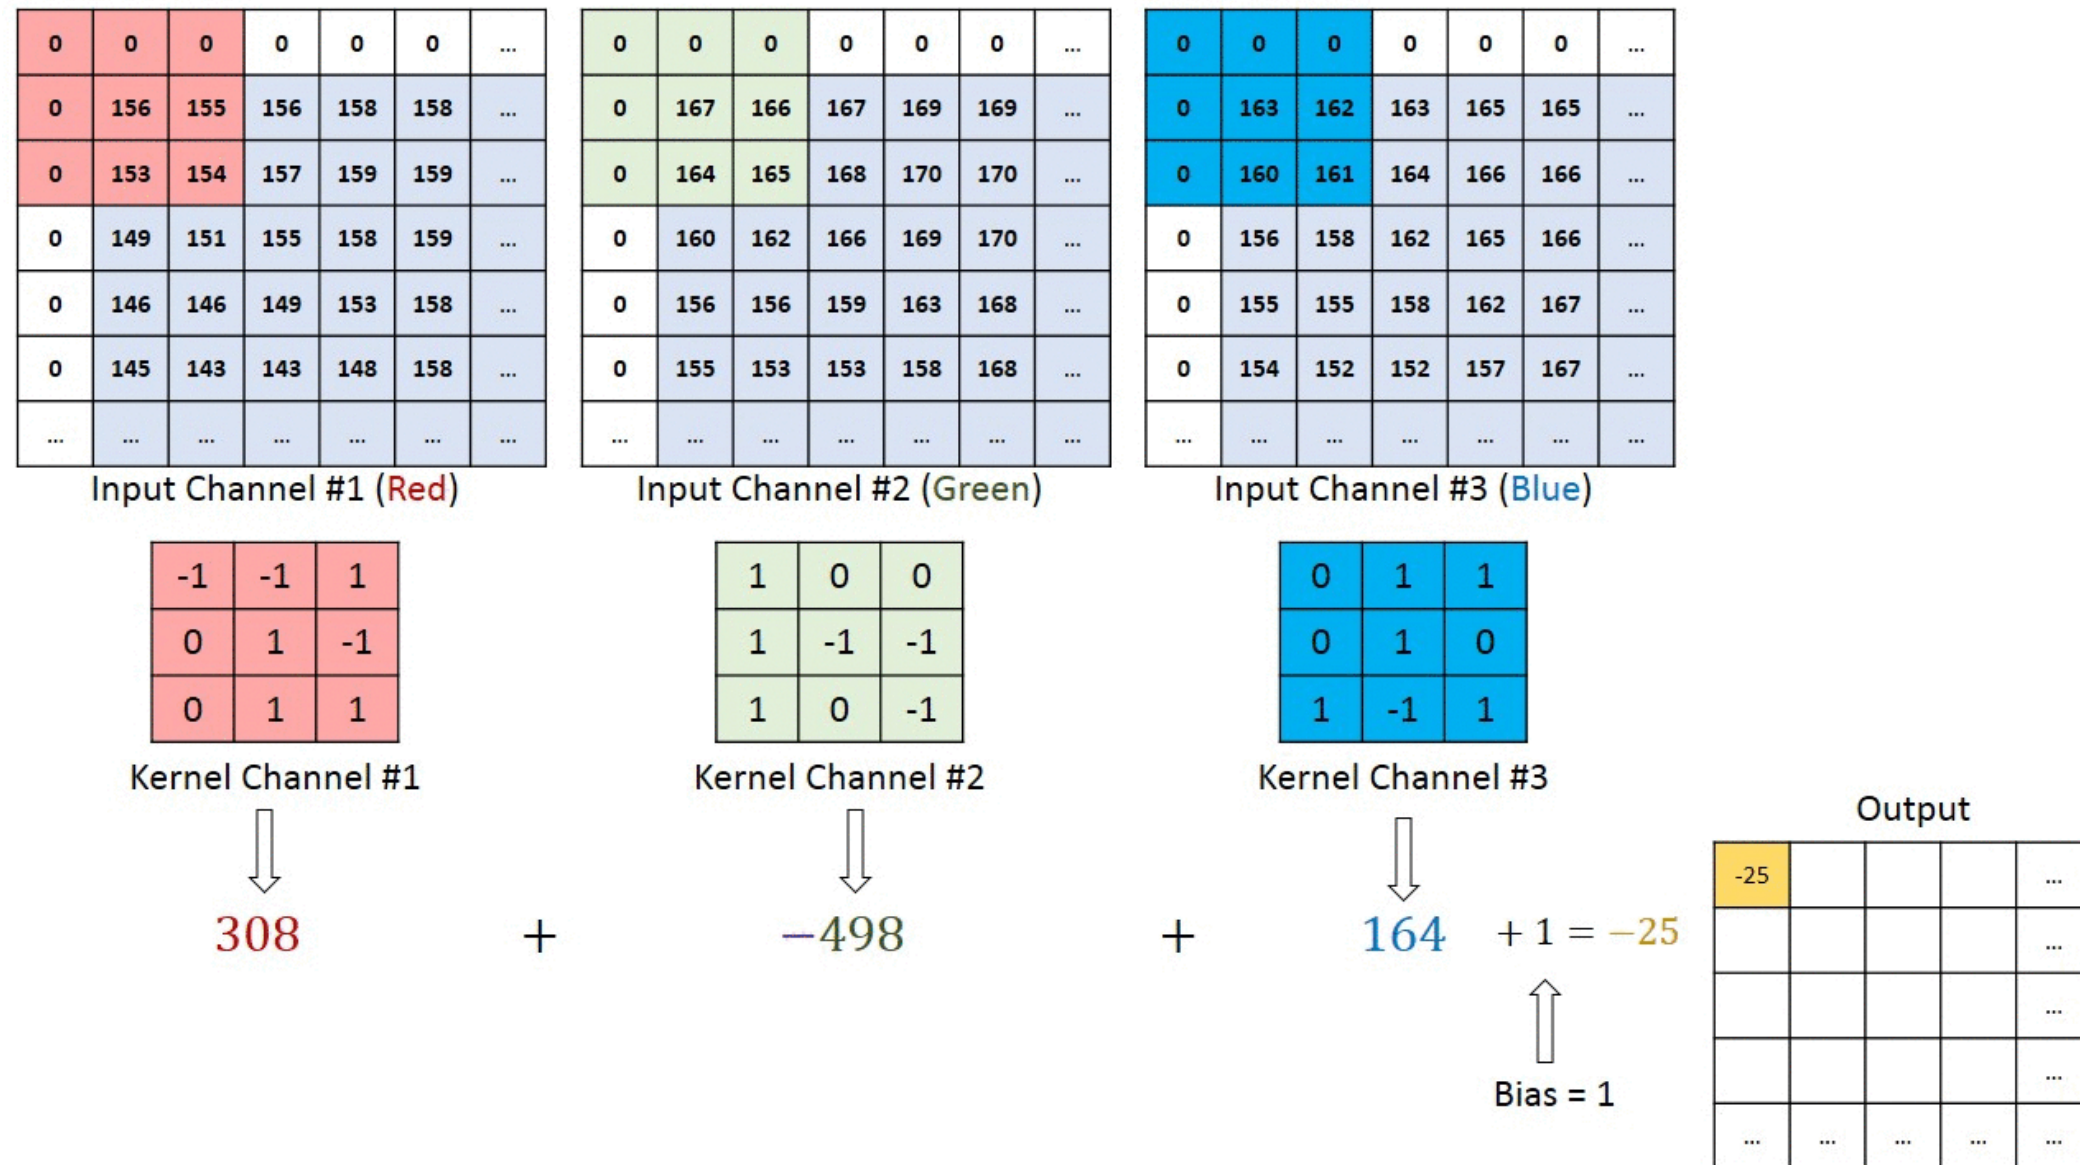 0 0 0 0 0 0 ...
0 156 155 156 158 158 ...
0 153 154 157 159 159 ...
0 149 151 155 158 159 ...
0 146 146 149 153 158 ...
0 145 143 143 148 158 ...
... ... ... ... ... ... ...
Input Channel #1 (Red)
0 0 0 0 0 0 ...
0 167 166 167 169 169 ...
0 164 165 168 170 170 ...
0 160 162 166 169 170 ...
0 156 156 159 163 168 ...
0 155 153 153 158 168 ...
... ... ... ... ... ... ...
Input Channel #2 (Green)
0 0 0 0 0 0 ...
0 163 162 163 165 165 ...
0 160 161 164 166 166 ...
0 156 158 162 165 166 ...
0 155 155 158 162 167 ...
0 154 152 152 157 167 ...
... ... ... ... ... ... ...
Input Channel #3 (Blue)
-1 -1 1
0 1 -1
0 1 1
Kernel Channel #1
1 0 0
1 -1 -1
1 0 -1
Kernel Channel #2
0 1 1
0 1 0
1 -1 1
Kernel Channel #3
308 + −498 + 164 + 1 = −25
Bias = 1
Output
-25 ...
...
...
...
... ... ... ... ...